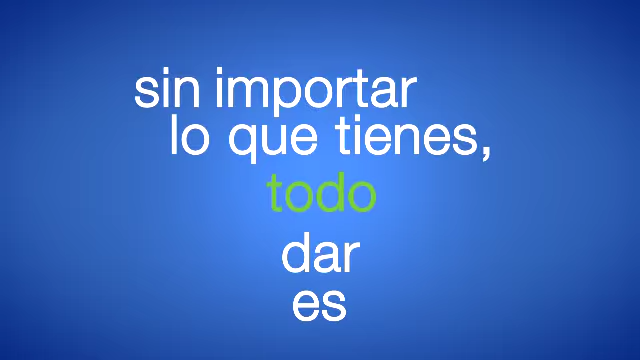 sin importar
lo que tienes,
todo
dar
es